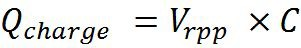 Q_charge = V_rpp × C